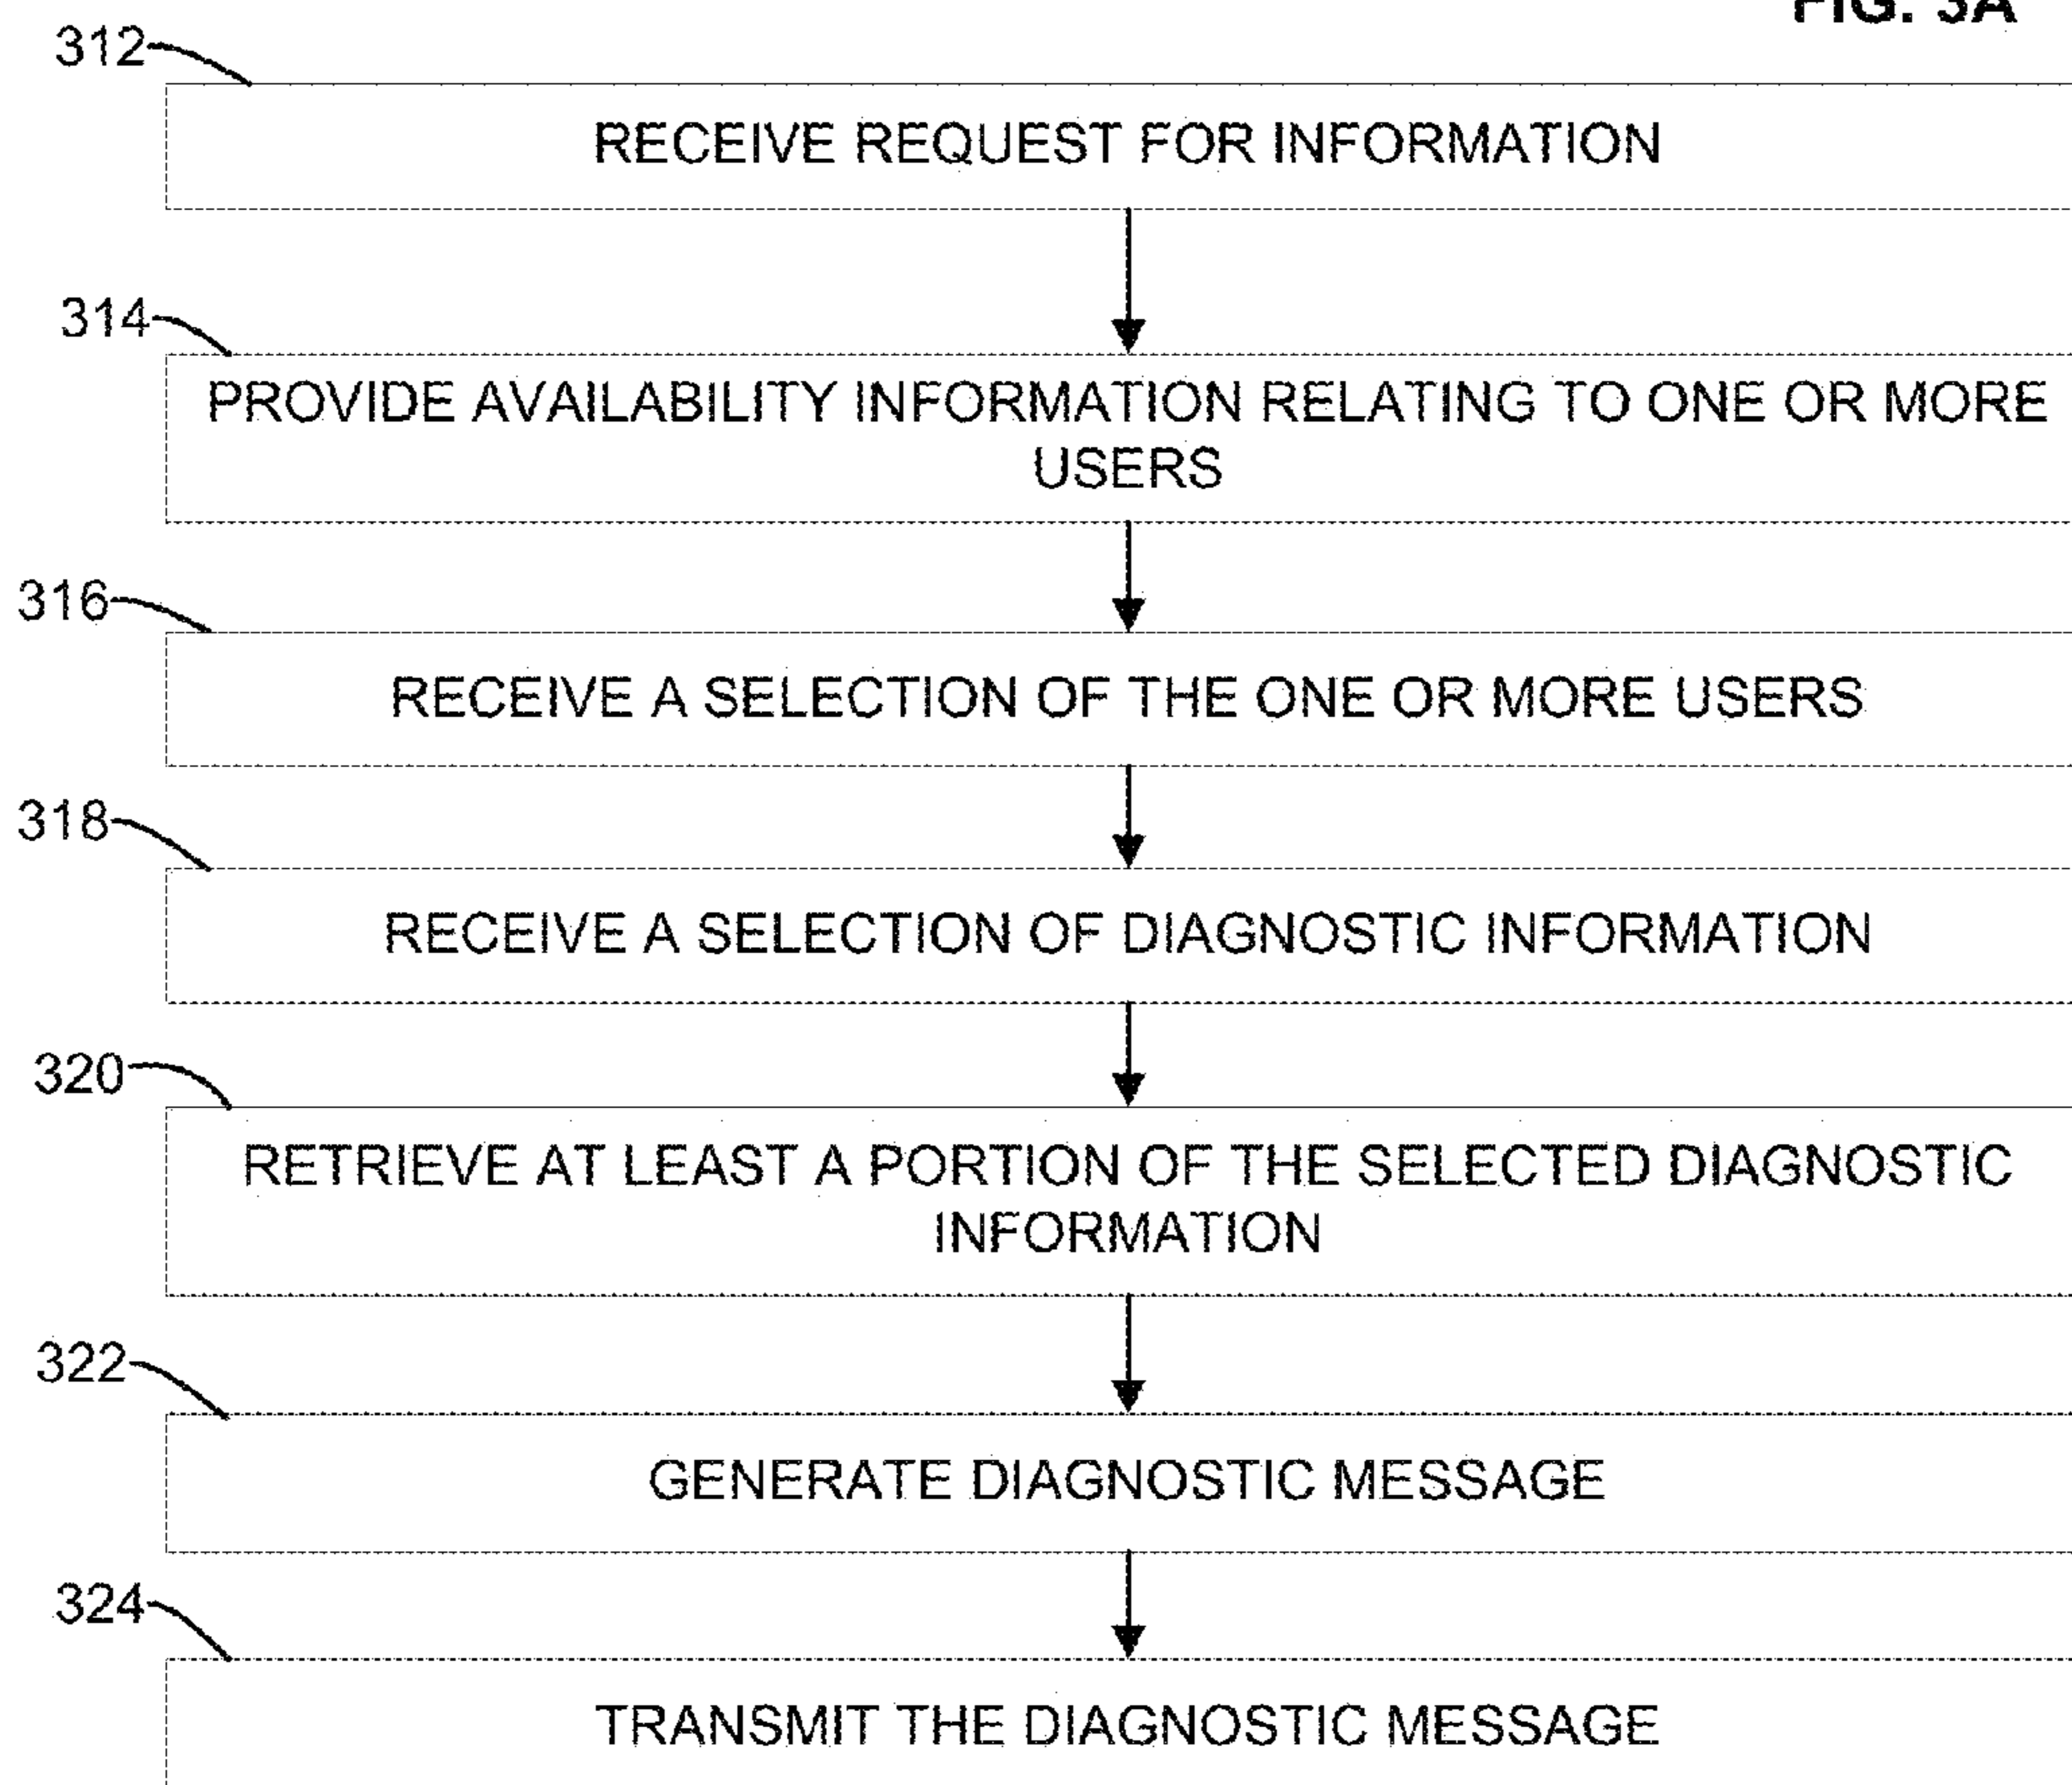 FIG. 3A
312
RECEIVE REQUEST FOR INFORMATION
314
PROVIDE AVAILABILITY INFORMATION RELATING TO ONE OR MORE
USERS
316
RECEIVE A SELECTION OF THE ONE OR MORE USERS
318
RECEIVE A SELECTION OF DIAGNOSTIC INFORMATION
320
RETRIEVE AT LEAST A PORTION OF THE SELECTED DIAGNOSTIC
INFORMATION
322
GENERATE DIAGNOSTIC MESSAGE
324
TRANSMIT THE DIAGNOSTIC MESSAGE